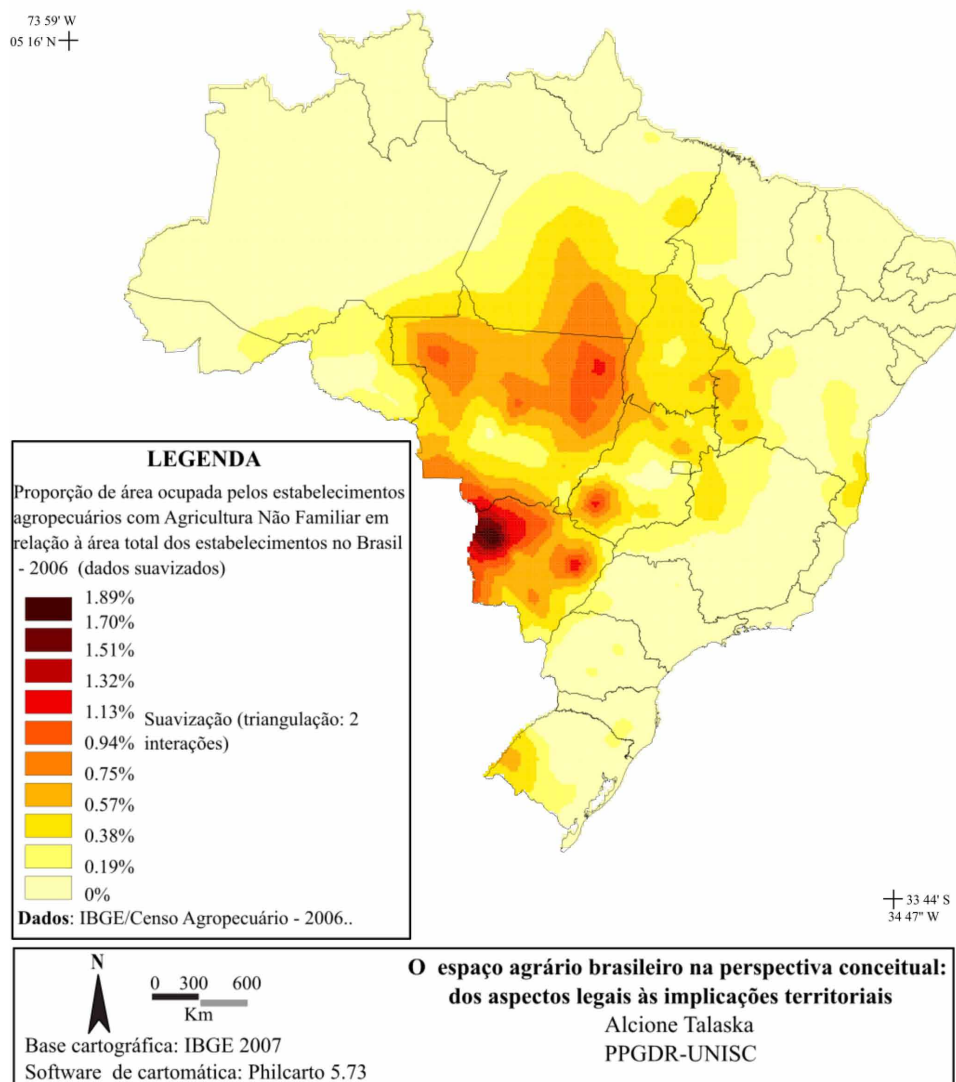 73 59' W
05 16' N
LEGENDA
Proporção de área ocupada pelos estabelecimentos
agropecuários com Agricultura Não Familiar em
relação à área total dos estabelecimentos no Brasil
- 2006 (dados suavizados)
1.89%
1.70%
1.51%
1.32%
1.13%
0.94%
0.75%
0.57%
0.38%
0.19%
0%
Suavização (triangulação: 2
interações)
Dados: IBGE/Censo Agropecuário - 2006..
33 44' S
34 47" W
N
0 300 600
Km
Base cartográfica: IBGE 2007
Software de cartomática: Philcarto 5.73
O espaço agrário brasileiro na perspectiva conceitual:
dos aspectos legais às implicações territoriais
Alcione Talaska
PPGDR-UNISC